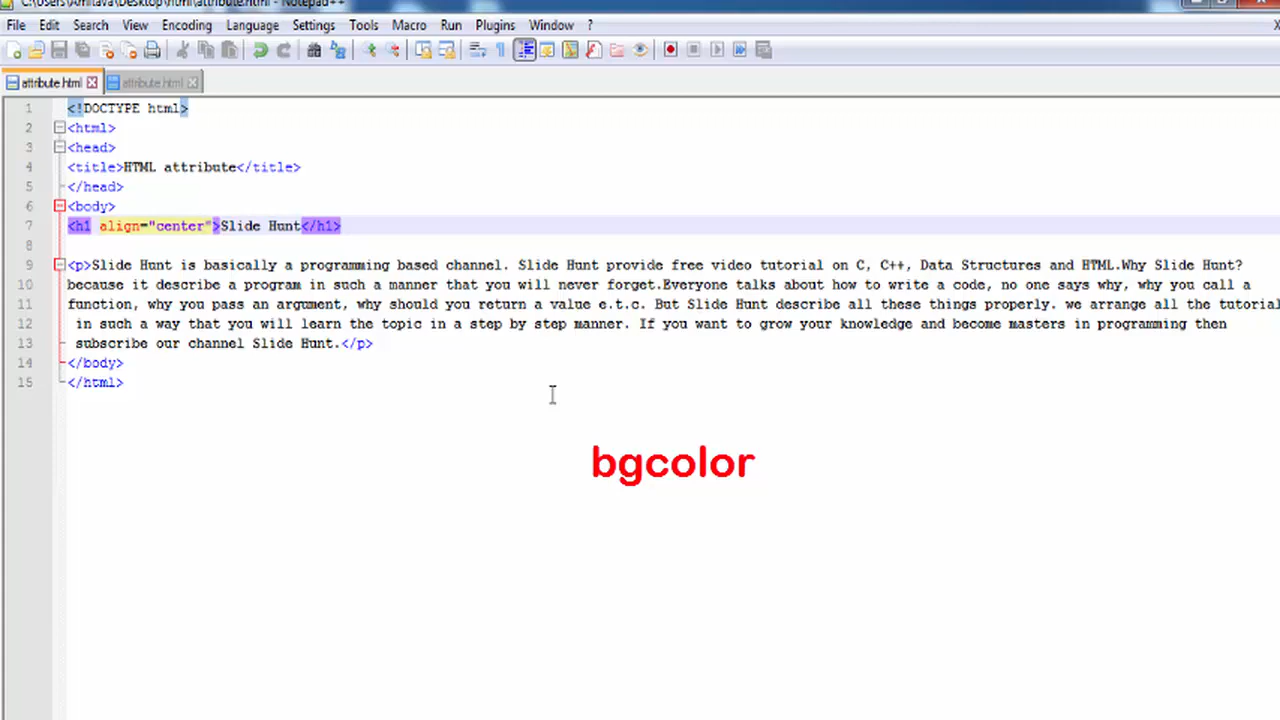 C:\Users\Amitava\Desktop\html\attribute.html - Notepad++
File Edit Search View Encoding Language Settings Tools Macro Run Plugins Window ? X
attribute.html attribute.html
1 <!DOCTYPE html>
2 <html>
3 <head>
4 <title>HTML attribute</title>
5 </head>
6 <body>
7 <h1 align="center">Slide Hunt</h1>
8
9 <p>Slide Hunt is basically a programming based channel. Slide Hunt provide free video tutorial on C, C++, Data Structures and HTML.Why Slide Hunt?
10 because it describe a program in such a manner that you will never forget.Everyone talks about how to write a code, no one says why, why you call a
11 function, why you pass an argument, why should you return a value e.t.c. But Slide Hunt describe all these things properly. we arrange all the tutorial
12 in such a way that you will learn the topic in a step by step manner. If you want to grow your knowledge and become masters in programming then
13 subscribe our channel Slide Hunt.</p>
14 </body>
15 </html>
bgcolor